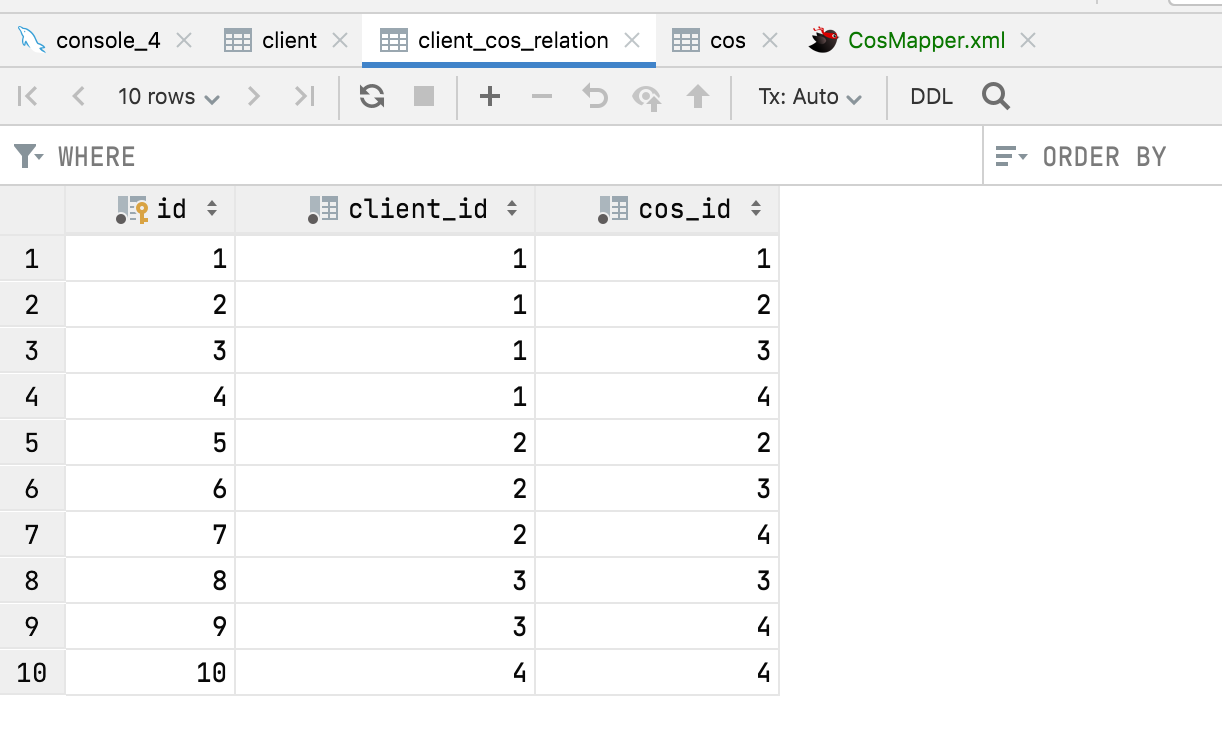 console_4 client client_cos_relation cos CosMapper.xml
10 rows Tx: Auto DDL
WHERE ORDER BY
id client_id cos_id
1 1 1 1
2 2 1 2
3 3 1 3
4 4 1 4
5 5 2 2
6 6 2 3
7 7 2 4
8 8 3 3
9 9 3 4
10 10 4 4